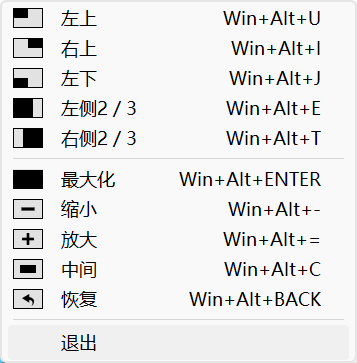 左上 Win+Alt+U
右上 Win+Alt+I
左下 Win+Alt+J
左侧2 / 3 Win+Alt+E
右侧2 / 3 Win+Alt+T
最大化 Win+Alt+ENTER
缩小 Win+Alt+-
放大 Win+Alt+=
中间 Win+Alt+C
恢复 Win+Alt+BACK
退出